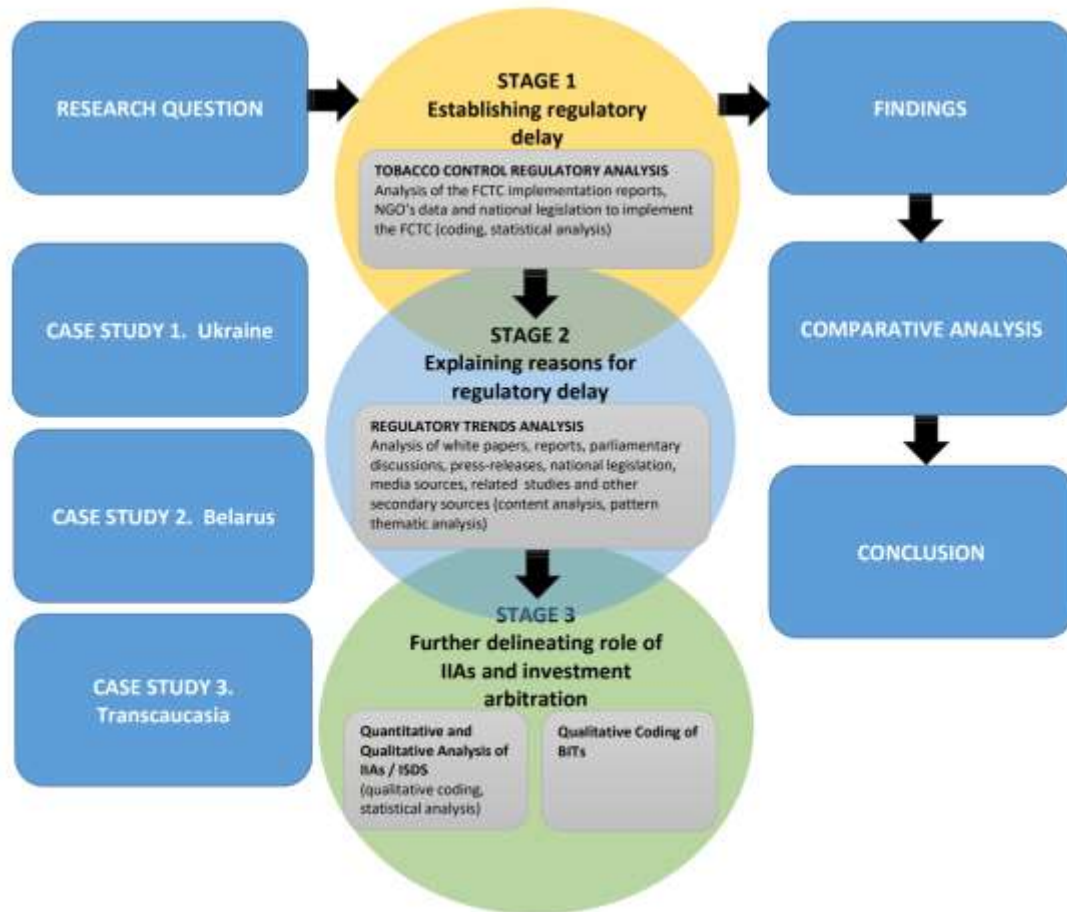 RESEARCH QUESTION
CASE STUDY 1.  Ukraine
CASE STUDY 2.  Belarus
CASE STUDY 3.
Transcaucasia
STAGE 1
Establishing regulatory
delay
TOBACCO CONTROL REGULATORY ANALYSIS
Analysis of the FCTC implementation reports,
NGO's data and national legislation to implement
the FCTC (coding, statistical analysis)
STAGE 2
Explaining reasons for
regulatory delay
REGULATORY TRENDS ANALYSIS
Analysis of white papers, reports, parliamentary
discussions, press-releases, national legislation,
media sources, related studies and other
secondary sources (content analysis, pattern
thematic analysis)
STAGE 3
Further delineating role of
IIAs and investment
arbitration
Quantitative and
Qualitative Analysis of
IIAs / ISDS
(qualitative coding,
statistical analysis)
Qualitative Coding of
BITs
FINDINGS
COMPARATIVE ANALYSIS
CONCLUSION